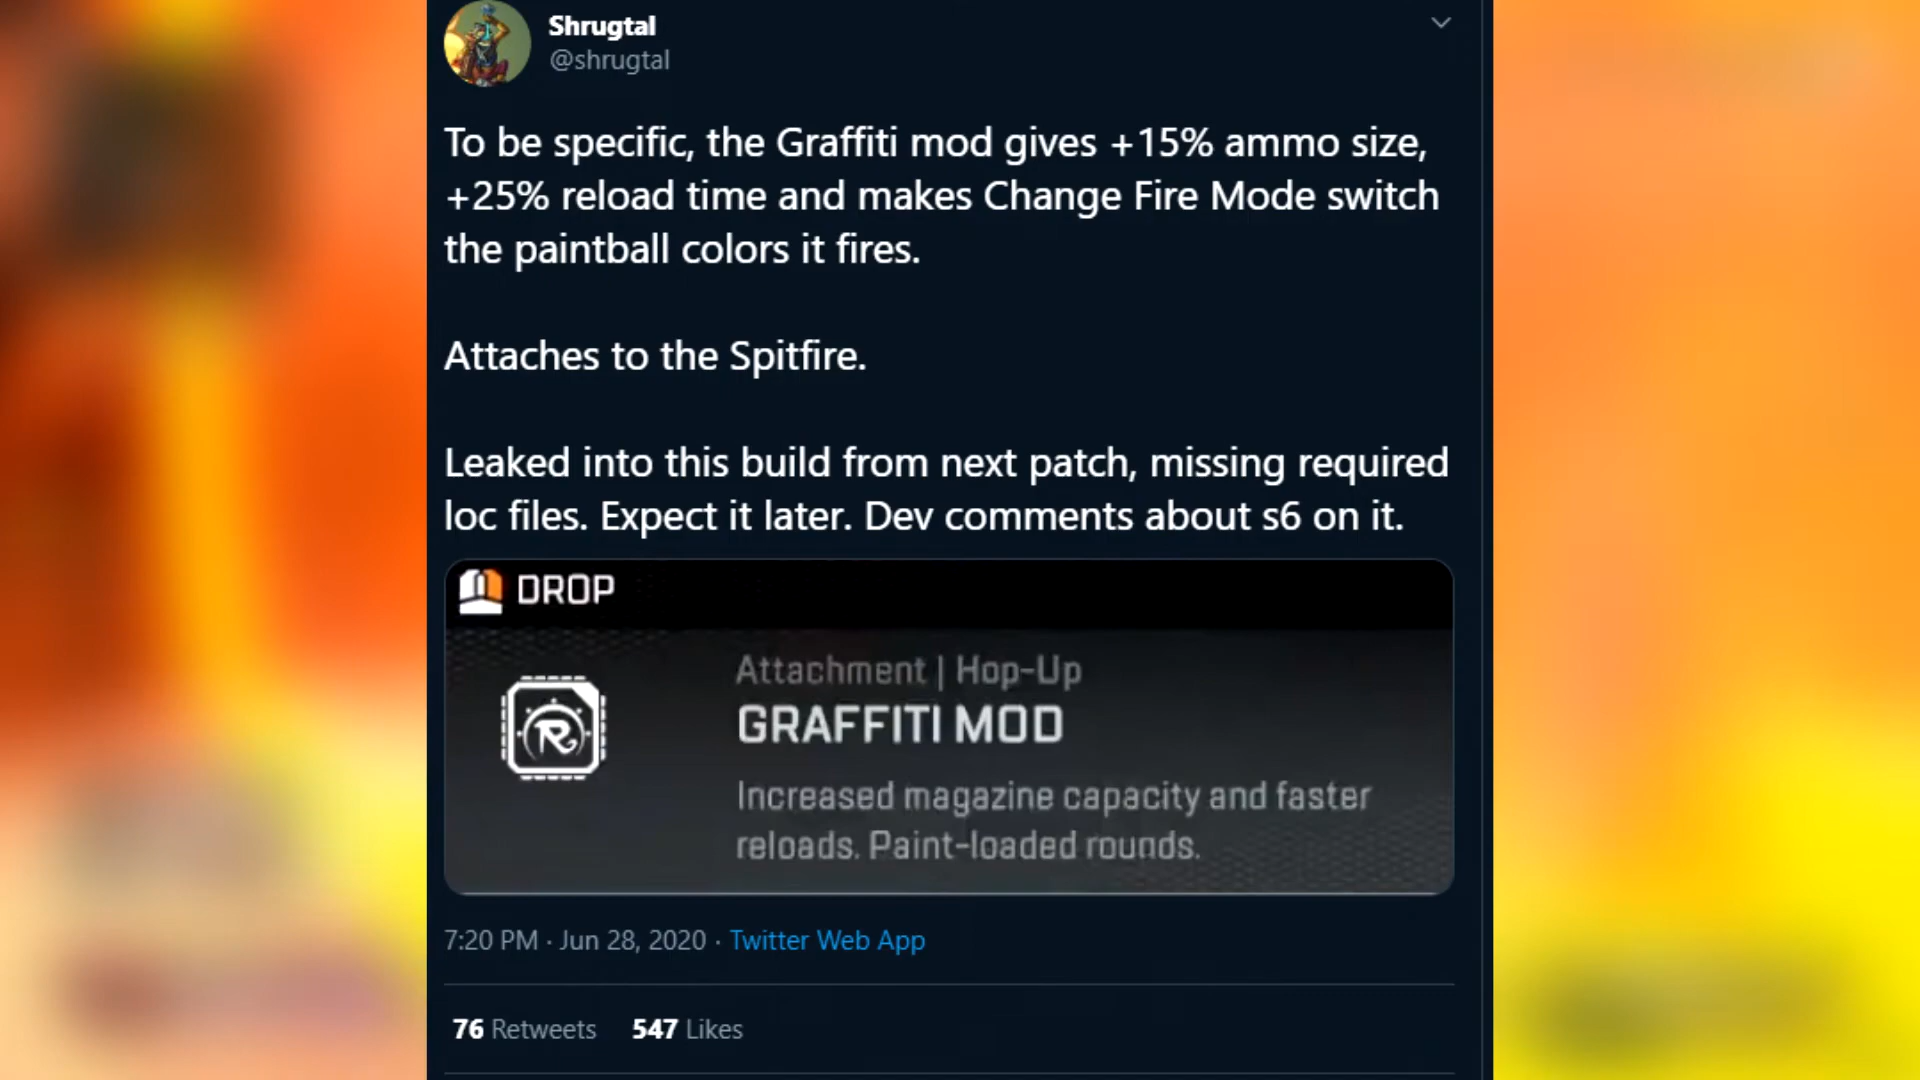 Shrugtal
@shrugtal
To be specific, the Graffiti mod gives +15% ammo size,
+25% reload time and makes Change Fire Mode switch
the paintball colors it fires.
Attaches to the Spitfire.
Leaked into this build from next patch, missing required
loc files. Expect it later. Dev comments about s6 on it.
DROP
Attachment | Hop-Up
R
GRAFFITI MOD
Increased magazine capacity and faster
reloads. Paint-loaded rounds.
7:20 PM · Jun 28, 2020 · Twitter Web App
76 Retweets 547 Likes